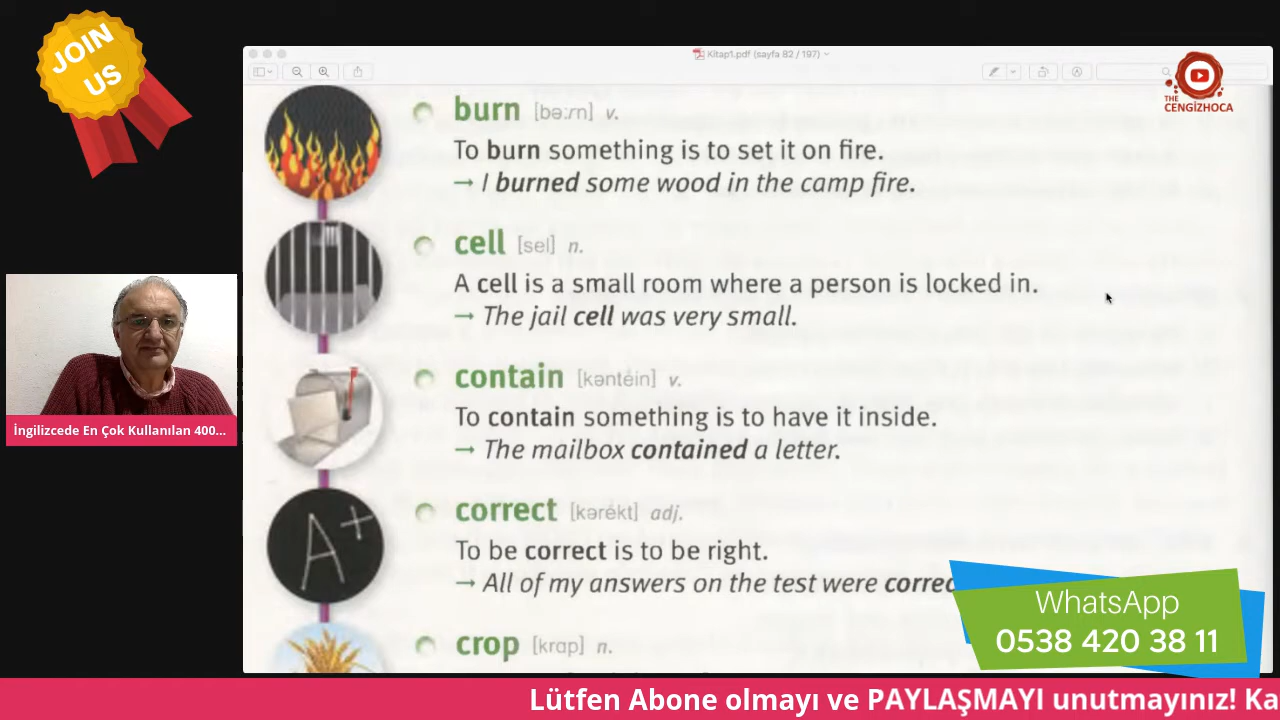 JOIN
US
Kitap1.pdf (sayfa 82 / 197)
THE
CENGİZHOCA
burn [bəːrn] v.
To burn something is to set it on fire.
→ I burned some wood in the camp fire.
cell [sel] n.
A cell is a small room where a person is locked in.
→ The jail cell was very small.
contain [kəntéin] v.
To contain something is to have it inside.
→ The mailbox contained a letter.
A+
correct [kərékt] adj.
To be correct is to be right.
→ All of my answers on the test were correc
crop [krɑp] n.
İngilizcede En Çok Kullanılan 400...
WhatsApp
0538 420 38 11
Lütfen Abone olmayı ve PAYLAŞMAYI unutmayınız! Ka